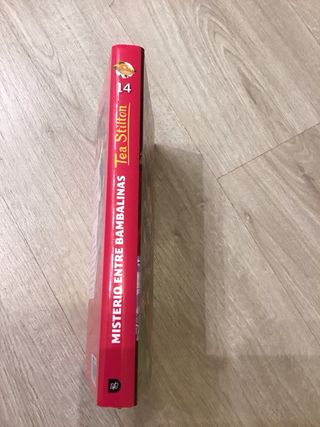 14
Tea Stilton
MISTERIO ENTRE BAMBALINAS